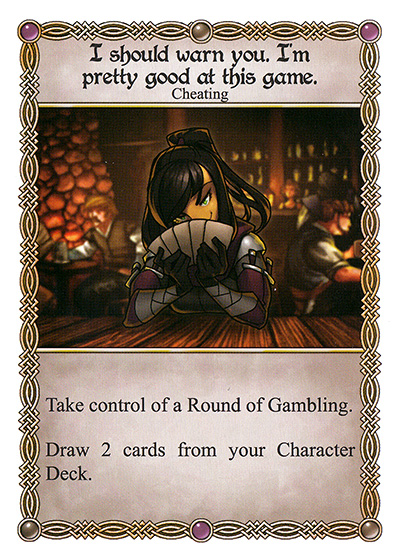 I should warn you. I'm
pretty good at this game.
Cheating
Take control of a Round of Gambling.
Draw 2 cards from your Character
Deck.